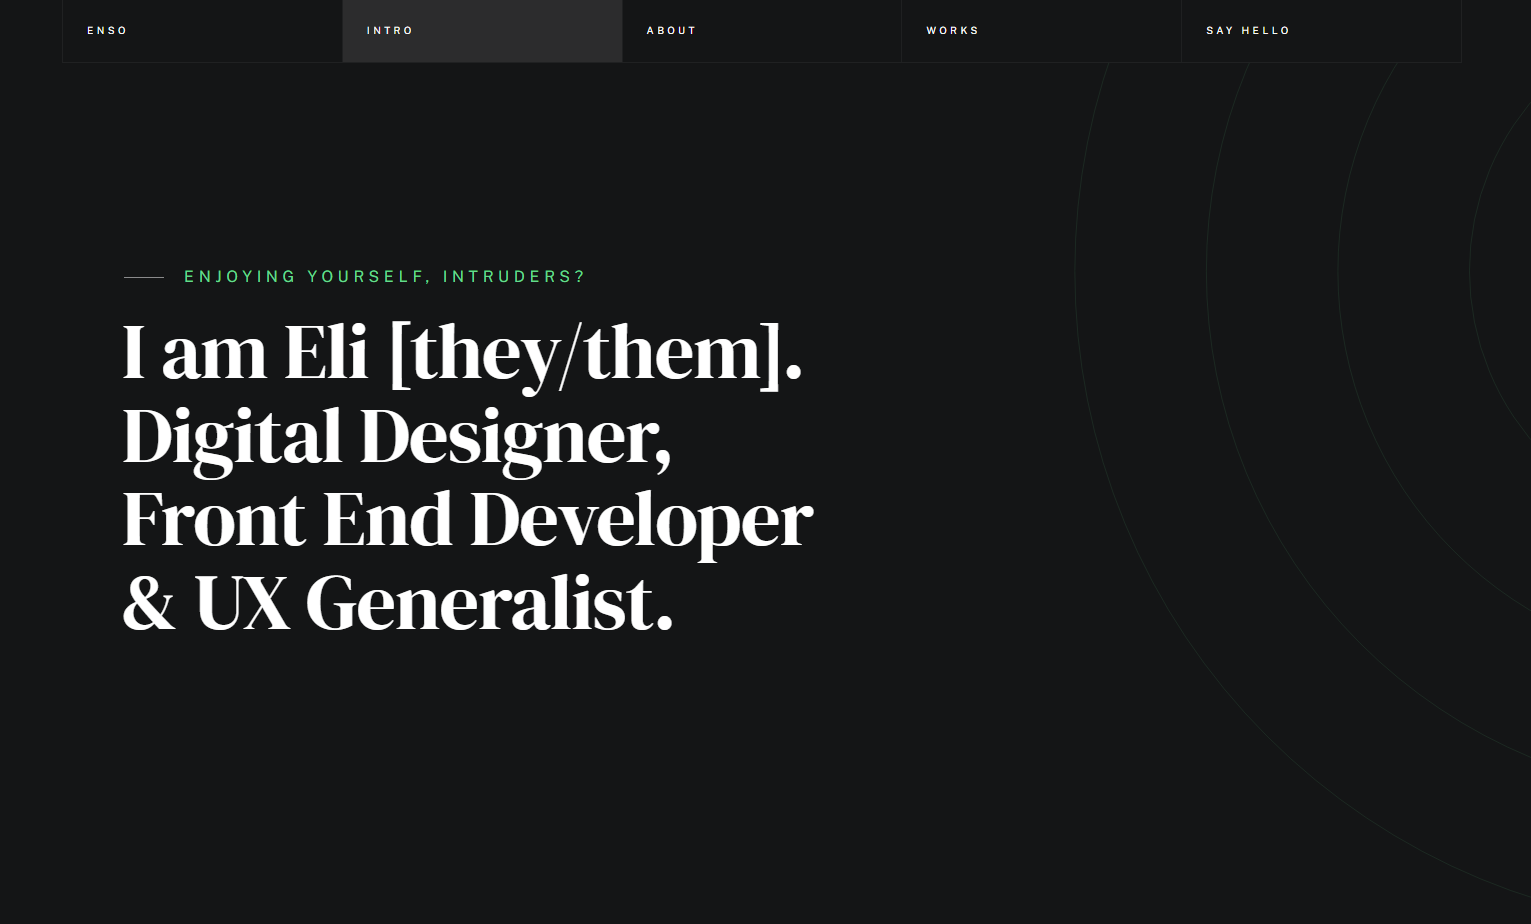 ENSO
INTRO
ABOUT
WORKS
SAY HELLO
ENJOYING YOURSELF, INTRUDERS?
I am Eli [they/them].
Digital Designer,
Front End Developer
& UX Generalist.